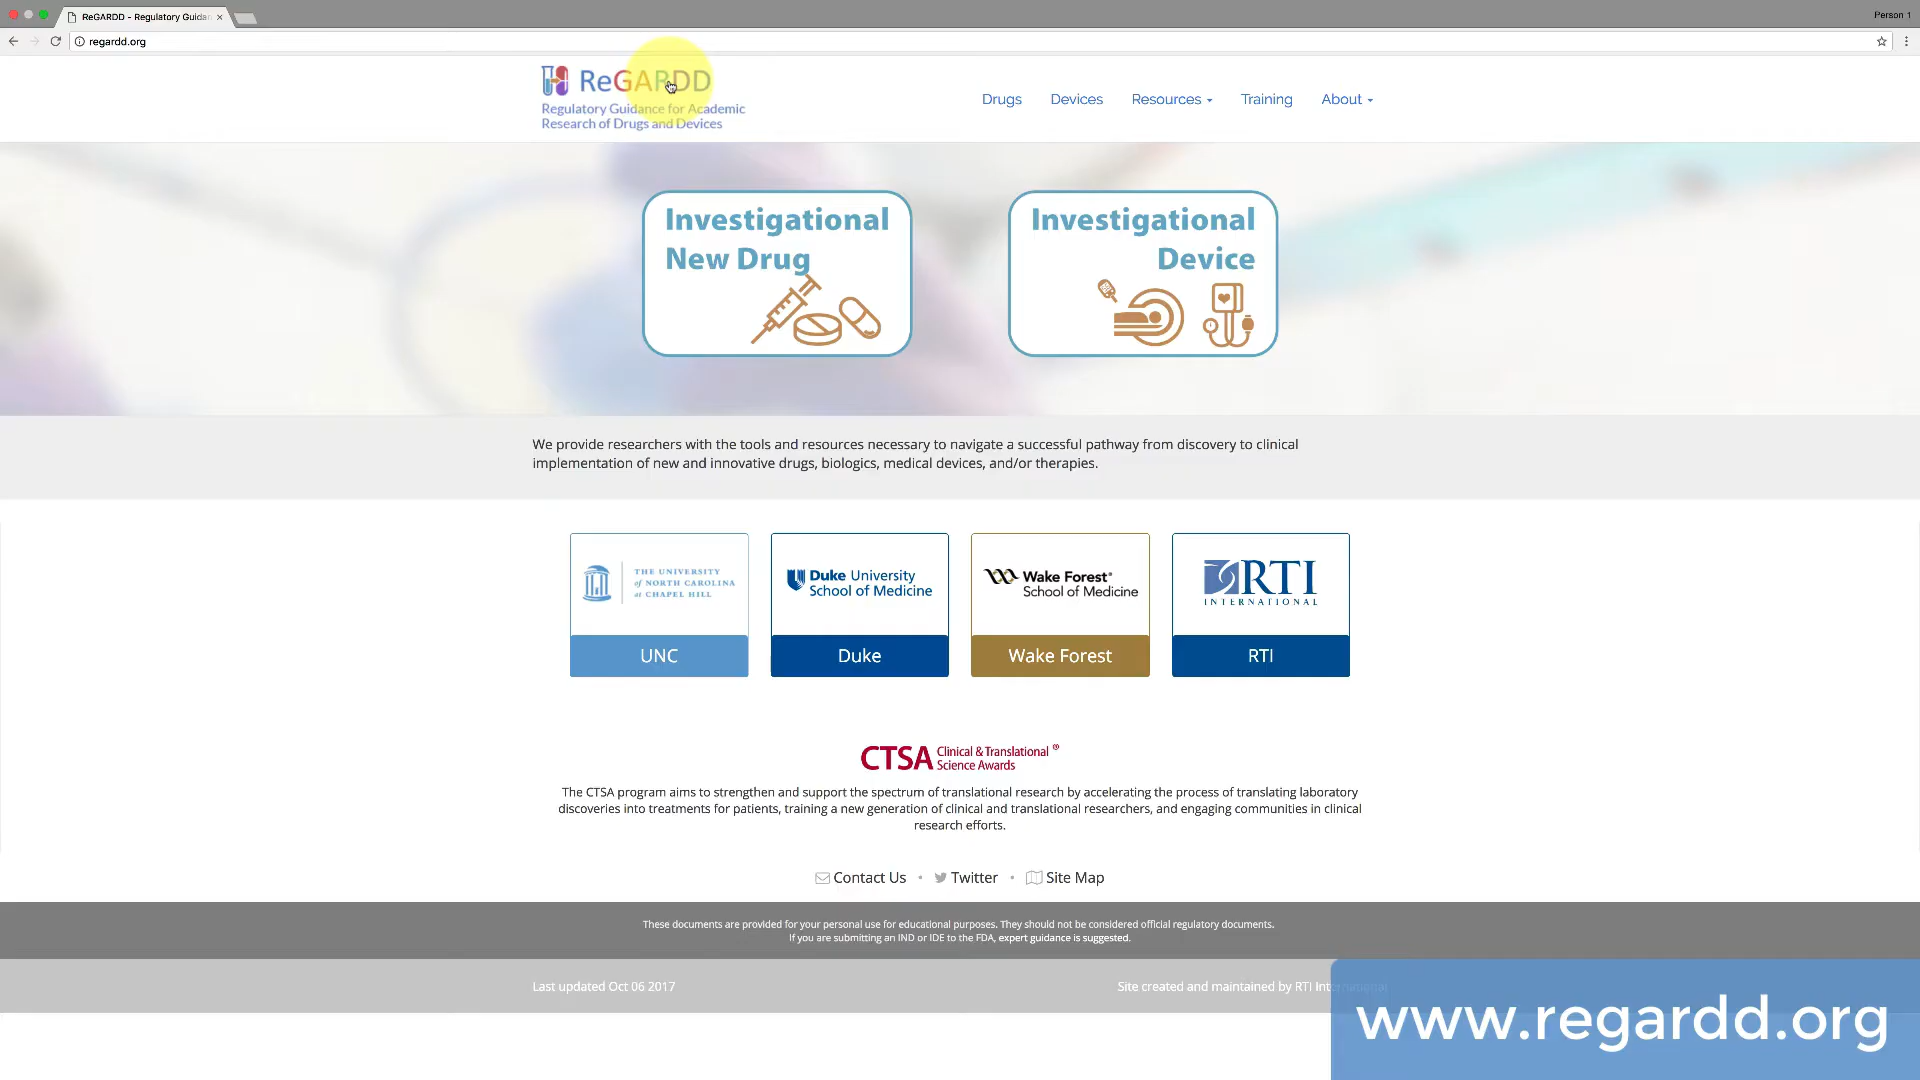 ReGARDD - Regulatory Guidan
Person 1
regardd.org
ReGARDD
Regulatory Guidance for Academic
Research of Drugs and Devices
Drugs Devices Resources Training About
Investigational
New Drug
Investigational
Device
We provide researchers with the tools and resources necessary to navigate a successful pathway from discovery to clinical
implementation of new and innovative drugs, biologics, medical devices, and/or therapies.
THE UNIVERSITY
of NORTH CAROLINA
at CHAPEL HILL
UNC
Duke University
School of Medicine
Duke
Wake Forest®
School of Medicine
Wake Forest
RTI
INTERNATIONAL
RTI
CTSA Clinical & Translational ®
Science Awards
The CTSA program aims to strengthen and support the spectrum of translational research by accelerating the process of translating laboratory
discoveries into treatments for patients, training a new generation of clinical and translational researchers, and engaging communities in clinical
research efforts.
Contact Us • Twitter • Site Map
These documents are provided for your personal use for educational purposes. They should not be considered official regulatory documents.
If you are submitting an IND or IDE to the FDA, expert guidance is suggested.
Last updated Oct 06 2017
Site created and maintained by RTI International
www.regardd.org